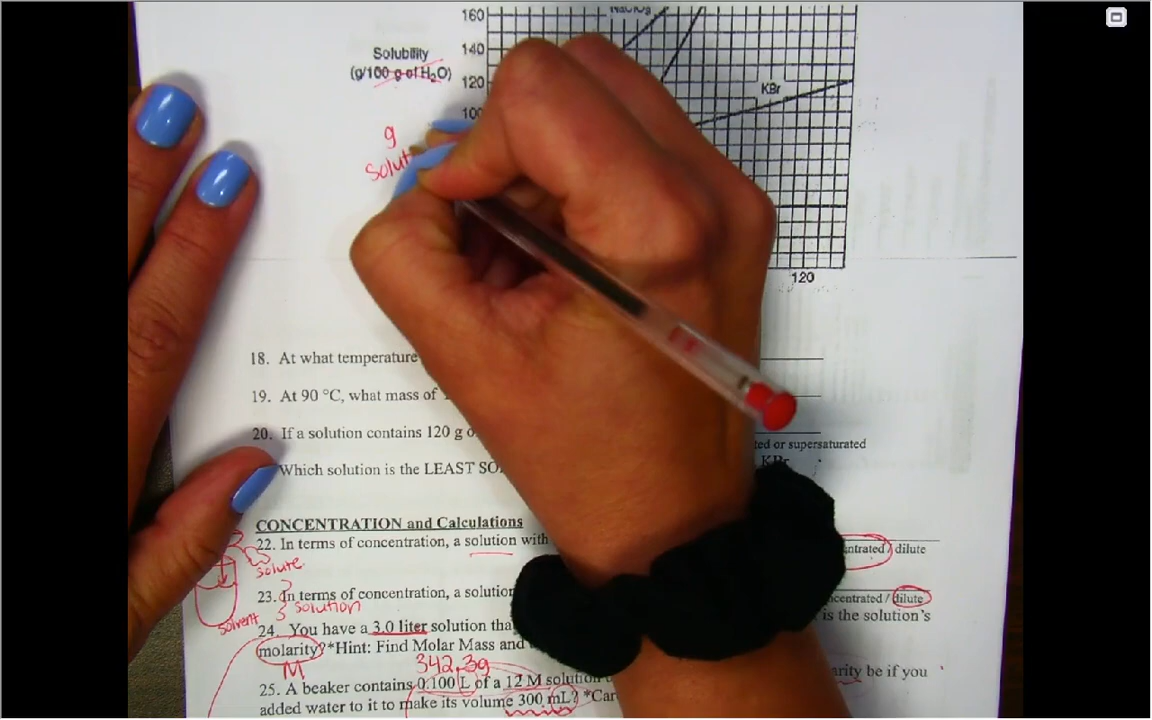 160
Solubility
140
(g/100 g of H₂O)
120
KBr
100
g
solut
120
18. At what temperature
19. At 90 °C, what mass of
20. If a solution contains 120 g o
ted or supersaturated
Which solution is the LEAST SO
KBr
CONCENTRATION and Calculations
22. In terms of concentration, a solution with
ntrated / dilute
solute
23. In terms of concentration, a solution
ncentrated / dilute
solution
solvent
24. You have a 3.0 liter solution tha
is the solution's
molarity? *Hint: Find Molar Mass and
M
342.3g
25. A beaker contains 0.100 L of a 12 M solution
arity be if you
added water to it to make its volume 300 mL? *Car